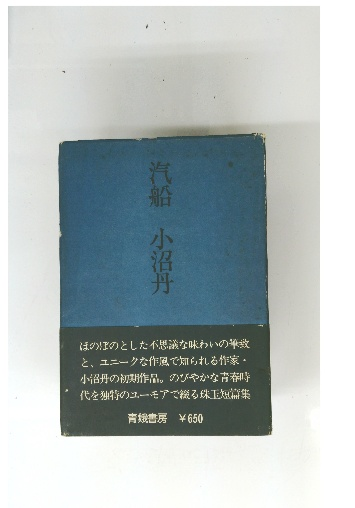 汽船　小沼丹
ほのぼのとした不思議な味わいの筆致
と、ユニークな作風で知られる作家・
小沼丹の初期作品。のびやかな青春時
代を独特のユーモアで綴る珠玉短篇集
青娥書房　￥650